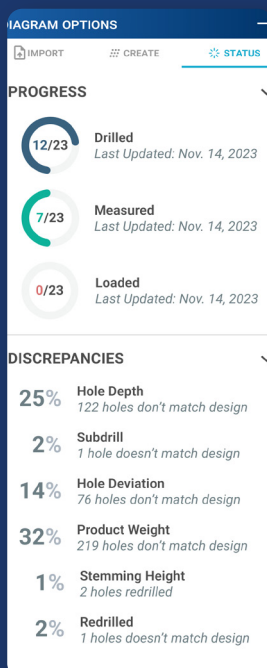 IAGRAM OPTIONS
IMPORT CREATE STATUS
PROGRESS
12/23
Drilled
Last Updated: Nov. 14, 2023
7/23
Measured
Last Updated: Nov. 14, 2023
0/23
Loaded
Last Updated: Nov. 14, 2023
DISCREPANCIES
25%
Hole Depth
122 holes don't match design
2%
Subdrill
1 hole doesn't match design
14%
Hole Deviation
76 holes don't match design
32%
Product Weight
219 holes don't match design
1%
Stemming Height
2 holes redrilled
2%
Redrilled
1 holes doesn't match design